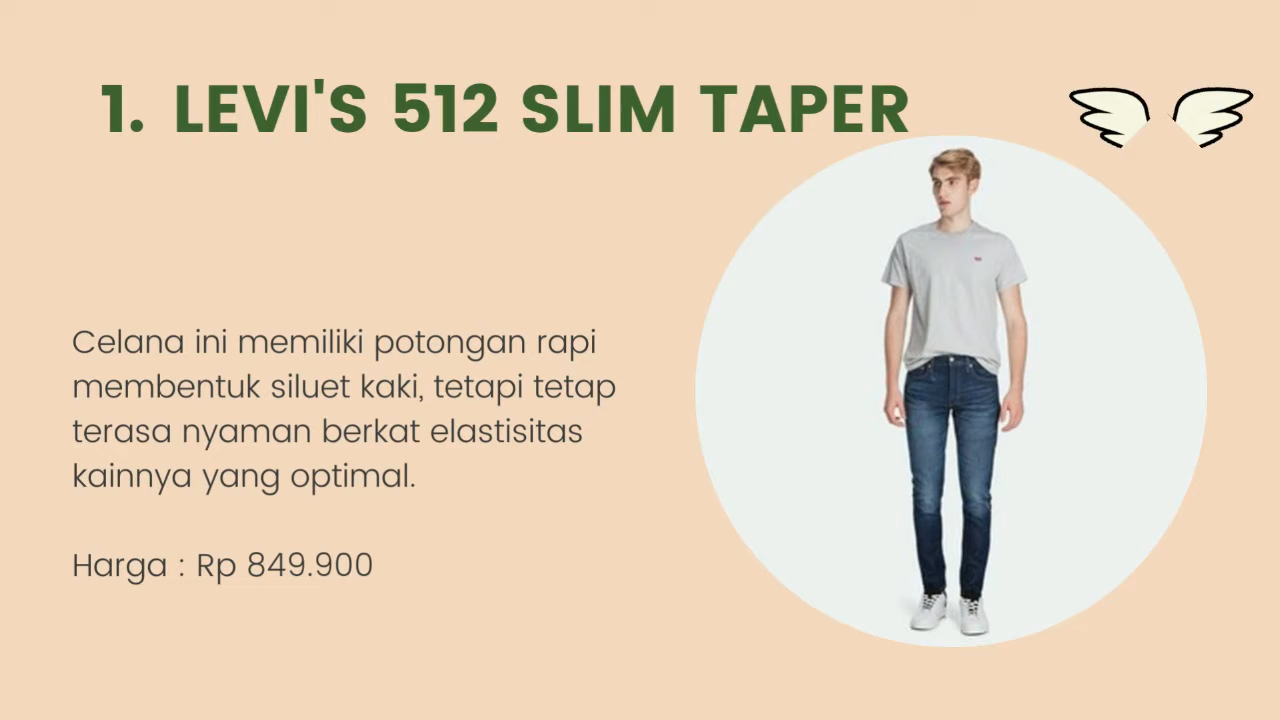 1. LEVI'S 512 SLIM TAPER
Celana ini memiliki potongan rapi
membentuk siluet kaki, tetapi tetap
terasa nyaman berkat elastisitas
kainnya yang optimal.
Harga : Rp 849.900